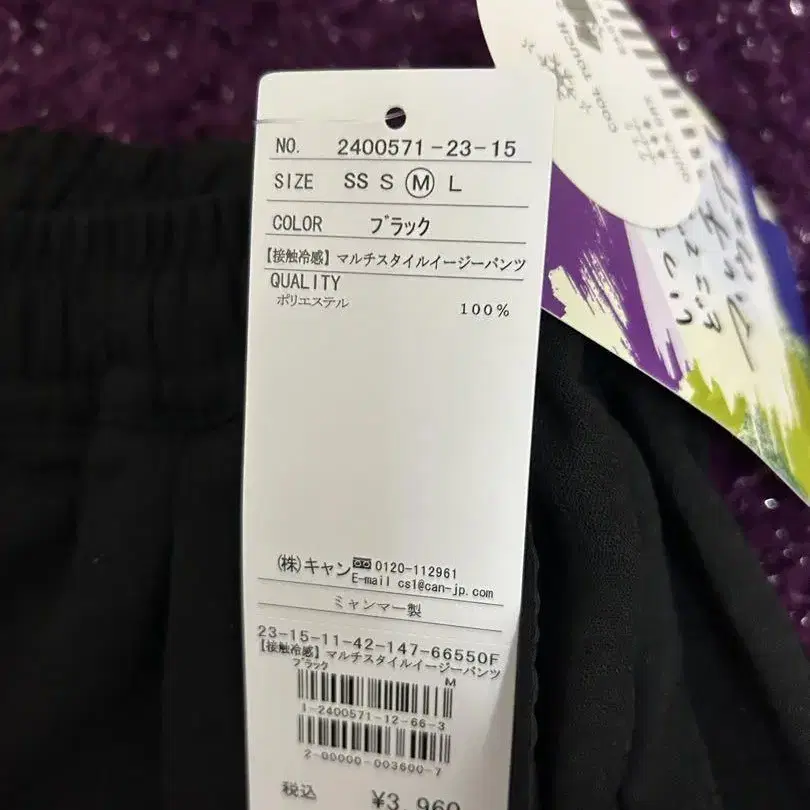 NO. 2400571-23-15
SIZE SS S M L
COLOR ブラック
【接触冷感】マルチスタイルイージーパンツ
QUALITY
ポリエステル 100%
(株)キャン 0120-112961
E-mail cs1@can-jp.com
ミャンマー製
23-15-11-42-147-66550F
【接触冷感】マルチスタイルイージーパンツ
ブラック M
1-2400571-12-66-3
2-00000-003600-7
税込 ¥3,960
COOL TOUCH